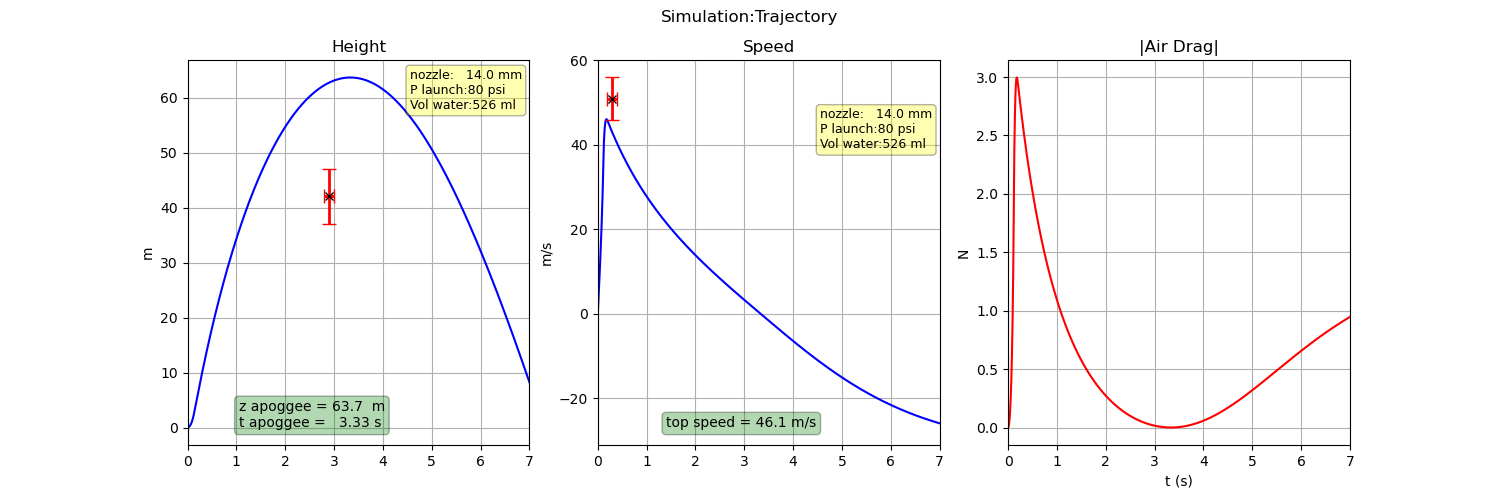 Simulation:Trajectory
Height
m
60
50
40
30
20
10
0
0 1 2 3 4 5 6 7
nozzle: 14.0 mm
P launch:80 psi
Vol water:526 ml
z apoggee = 63.7 m
t apoggee = 3.33 s
Speed
m/s
60
40
20
0
−20
0 1 2 3 4 5 6 7
nozzle: 14.0 mm
P launch:80 psi
Vol water:526 ml
top speed = 46.1 m/s
|Air Drag|
N
3.0
2.5
2.0
1.5
1.0
0.5
0.0
0 1 2 3 4 5 6 7
t (s)